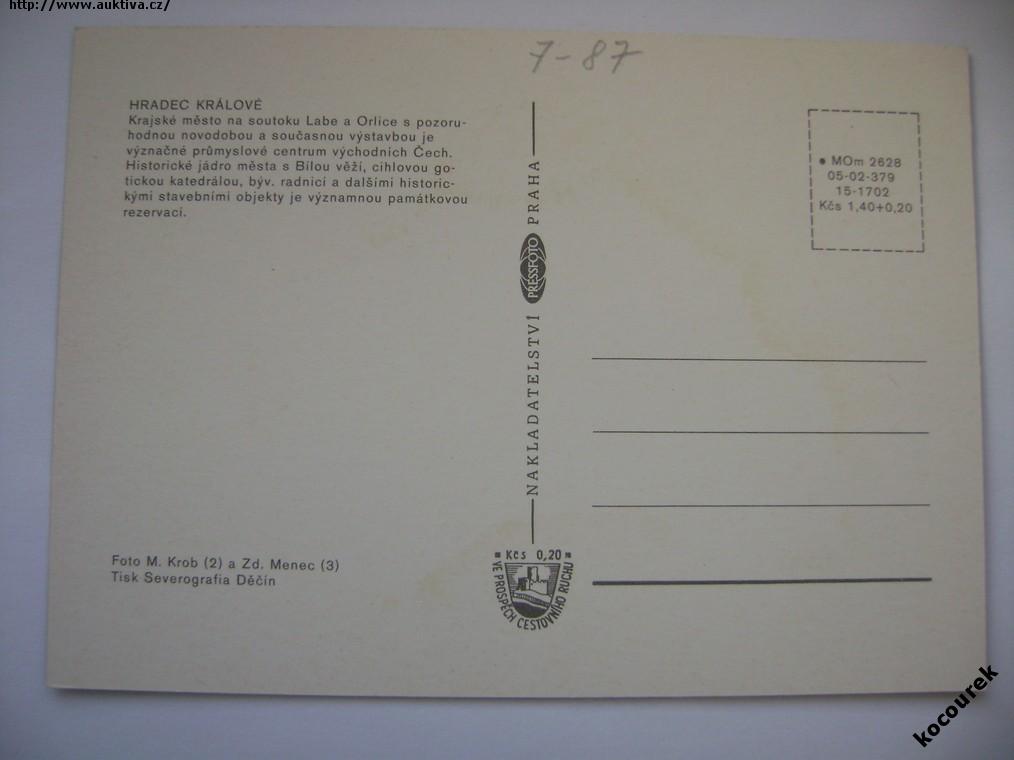 http://www.auktiva.cz/
7-87
HRADEC KRÁLOVÉ
Krajské město na soutoku Labe a Orlice s pozoru-
hodnou novodobou a současnou výstavbou je
význačné průmyslové centrum východních Čech.
Historické jádro města s Bílou věží, cihlovou go-
tickou katedrálou, býv. radnicí a dalšími historic-
kými stavebními objekty je významnou památkovou
rezervací.
Foto M. Krob (2) a Zd. Menec (3)
Tisk Severografia Děčín
NAKLADATELSTVÍ PRESSFOTO PRAHA
Kčs 0,20
VE PROSPĚCH CESTOVNÍHO RUCHU
• MOm 2628
05-02-379
15-1702
Kčs 1,40+0,20
kocourek